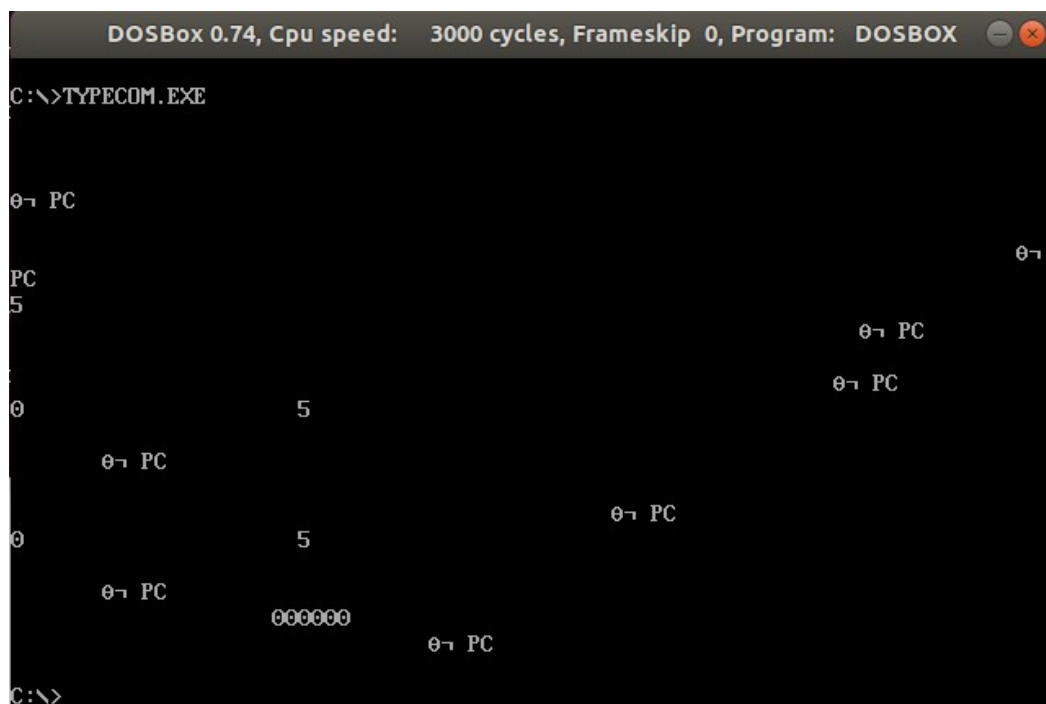 DOSBox 0.74, Cpu speed: 3000 cycles, Frameskip 0, Program: DOSBOX
C:\>TYPECOM.EXE
θ¬ PC
θ¬
PC
5
θ¬ PC
θ¬ PC
0 5
θ¬ PC
θ¬ PC
0 5
θ¬ PC
000000
θ¬ PC
C:\>